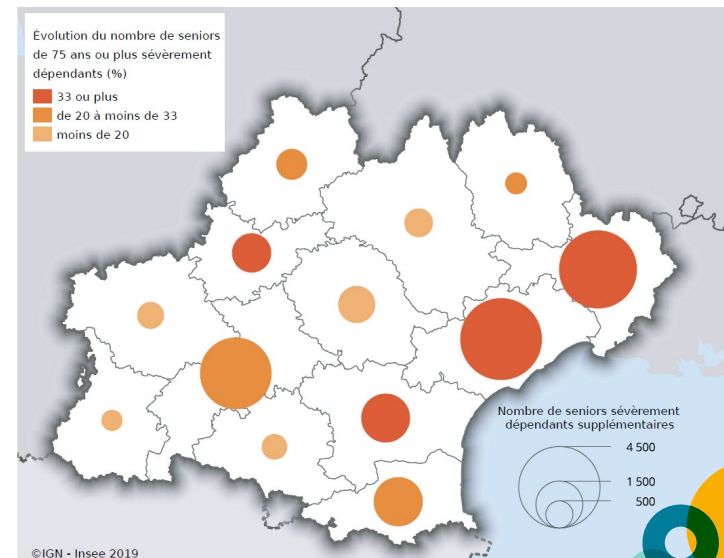 Évolution du nombre de seniors
de 75 ans ou plus sévèrement
dépendants (%)
33 ou plus
de 20 à moins de 33
moins de 20
Nombre de seniors sévèrement
dépendants supplémentaires
4 500
1 500
500
©IGN - Insee 2019